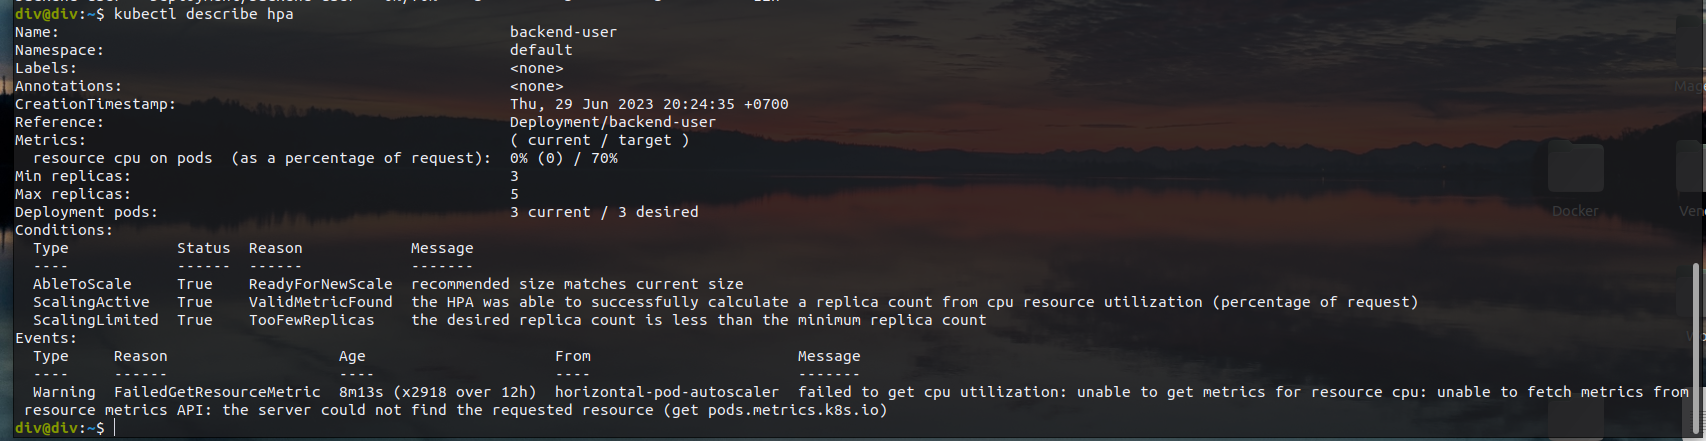 div@div:~$ kubectl describe hpa
Name: backend-user
Namespace: default
Labels: <none>
Annotations: <none>
CreationTimestamp: Thu, 29 Jun 2023 20:24:35 +0700
Reference: Deployment/backend-user
Metrics: ( current / target )
  resource cpu on pods  (as a percentage of request): 0% (0) / 70%
Min replicas: 3
Max replicas: 5
Deployment pods: 3 current / 3 desired
Conditions:
  Type            Status  Reason            Message
  ----            ------  ------            -------
  AbleToScale     True    ReadyForNewScale  recommended size matches current size
  ScalingActive   True    ValidMetricFound  the HPA was able to successfully calculate a replica count from cpu resource utilization (percentage of request)
  ScalingLimited  True    TooFewReplicas    the desired replica count is less than the minimum replica count
Events:
  Type     Reason                   Age                     From                       Message
  ----     ------                   ----                    ----                       -------
  Warning  FailedGetResourceMetric  8m13s (x2918 over 12h)  horizontal-pod-autoscaler  failed to get cpu utilization: unable to get metrics for resource cpu: unable to fetch metrics from
 resource metrics API: the server could not find the requested resource (get pods.metrics.k8s.io)
div@div:~$
Docker